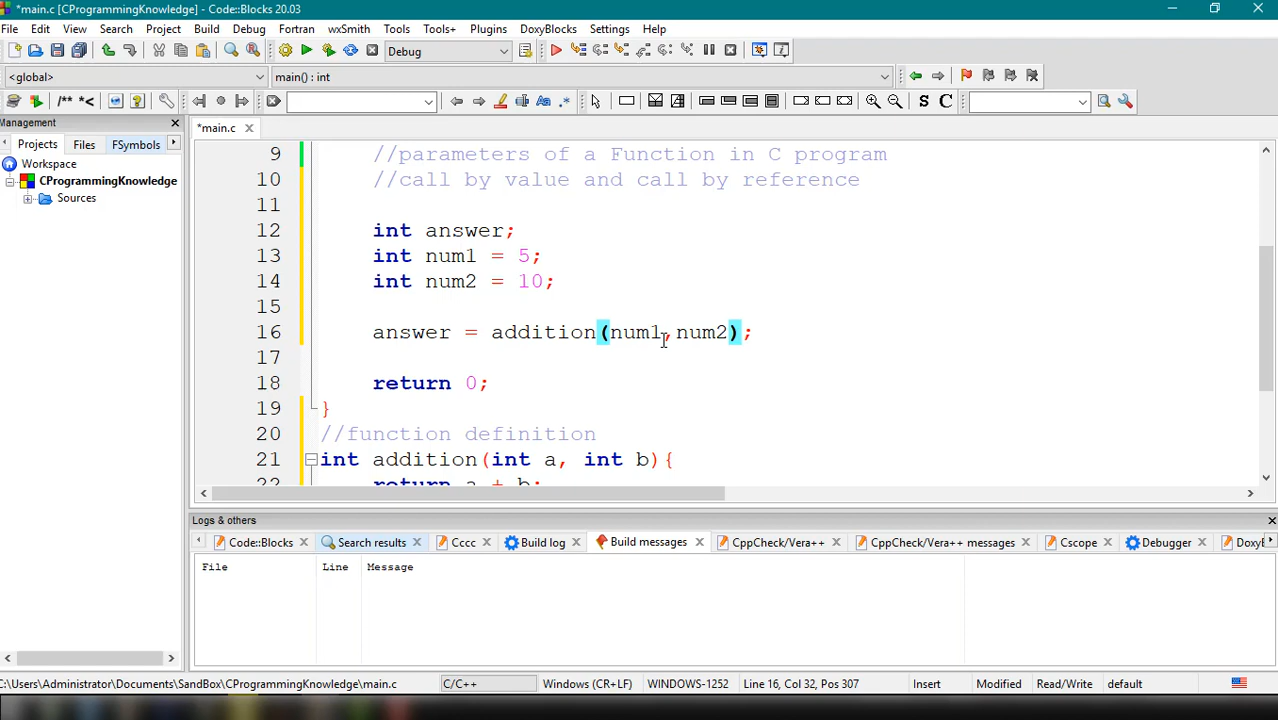 *main.c [CProgrammingKnowledge] - Code::Blocks 20.03
File Edit View Search Project Build Debug Fortran wxSmith Tools Tools+ Plugins DoxyBlocks Settings Help
Debug
<global> main() : int
/** *< Aa .* S C
Management
Projects Files FSymbols
Workspace
CProgrammingKnowledge
Sources
*main.c
9 //parameters of a Function in C program
10 //call by value and call by reference
11
12 int answer;
13 int num1 = 5;
14 int num2 = 10;
15
16 answer = addition(num1,num2);
17
18 return 0;
19 }
20 //function definition
21 int addition(int a, int b){
22 return a + b;
Logs & others
Code::Blocks Search results Cccc Build log Build messages CppCheck/Vera++ CppCheck/Vera++ messages Cscope Debugger DoxyB
File Line Message
C:\Users\Administrator\Documents\SandBox\CProgrammingKnowledge\main.c C/C++ Windows (CR+LF) WINDOWS-1252 Line 16, Col 32, Pos 307 Insert Modified Read/Write default